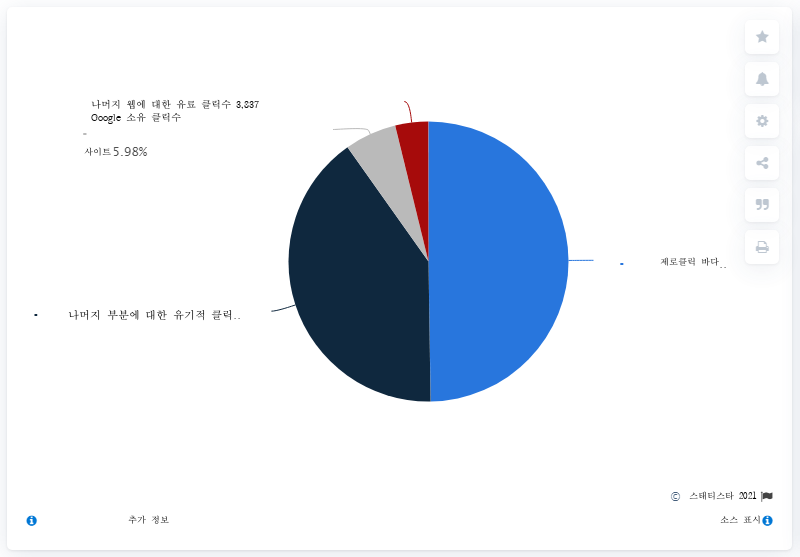 나머지 웹에 대한 유료 클릭수 3,837
Google 소유 클릭수
-
사이트 5.98%
제로클릭 바다..
나머지 부분에 대한 유기적 클릭..
© 스태티스타 2021
추가 정보
소스 표시